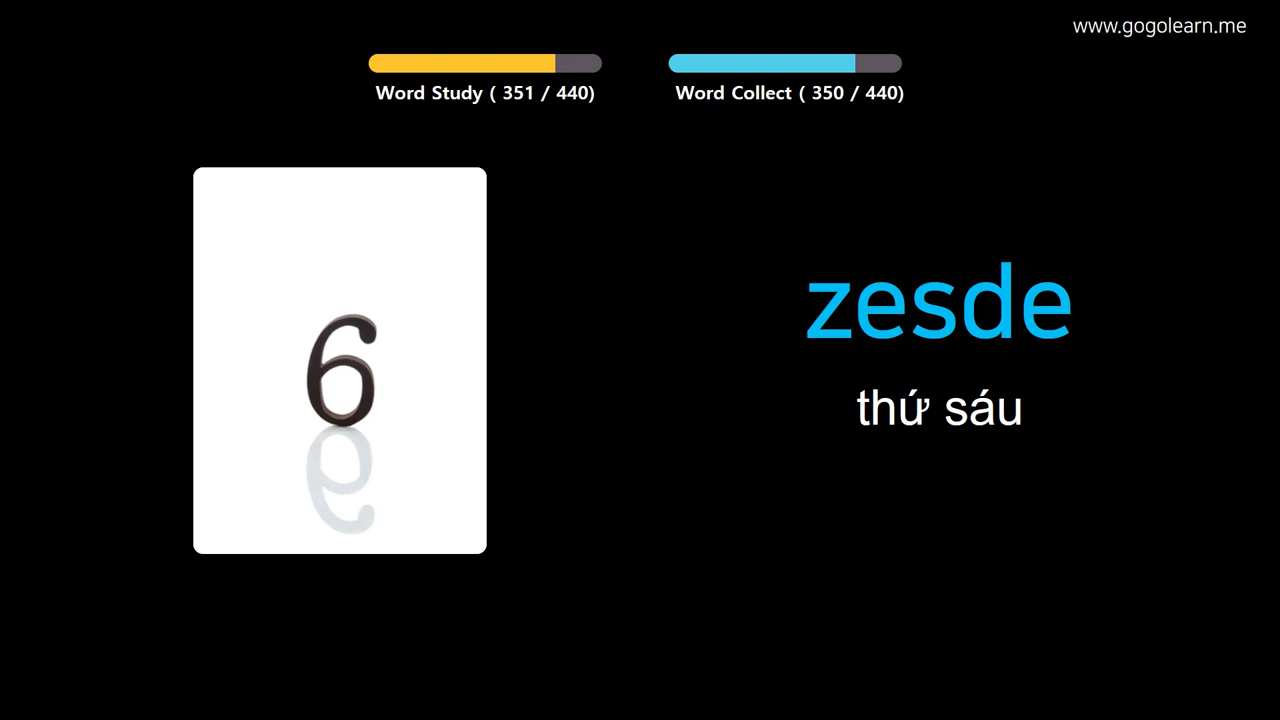 www.gogolearn.me
Word Study ( 351 / 440)
Word Collect ( 350 / 440)
6
zesde
thứ sáu